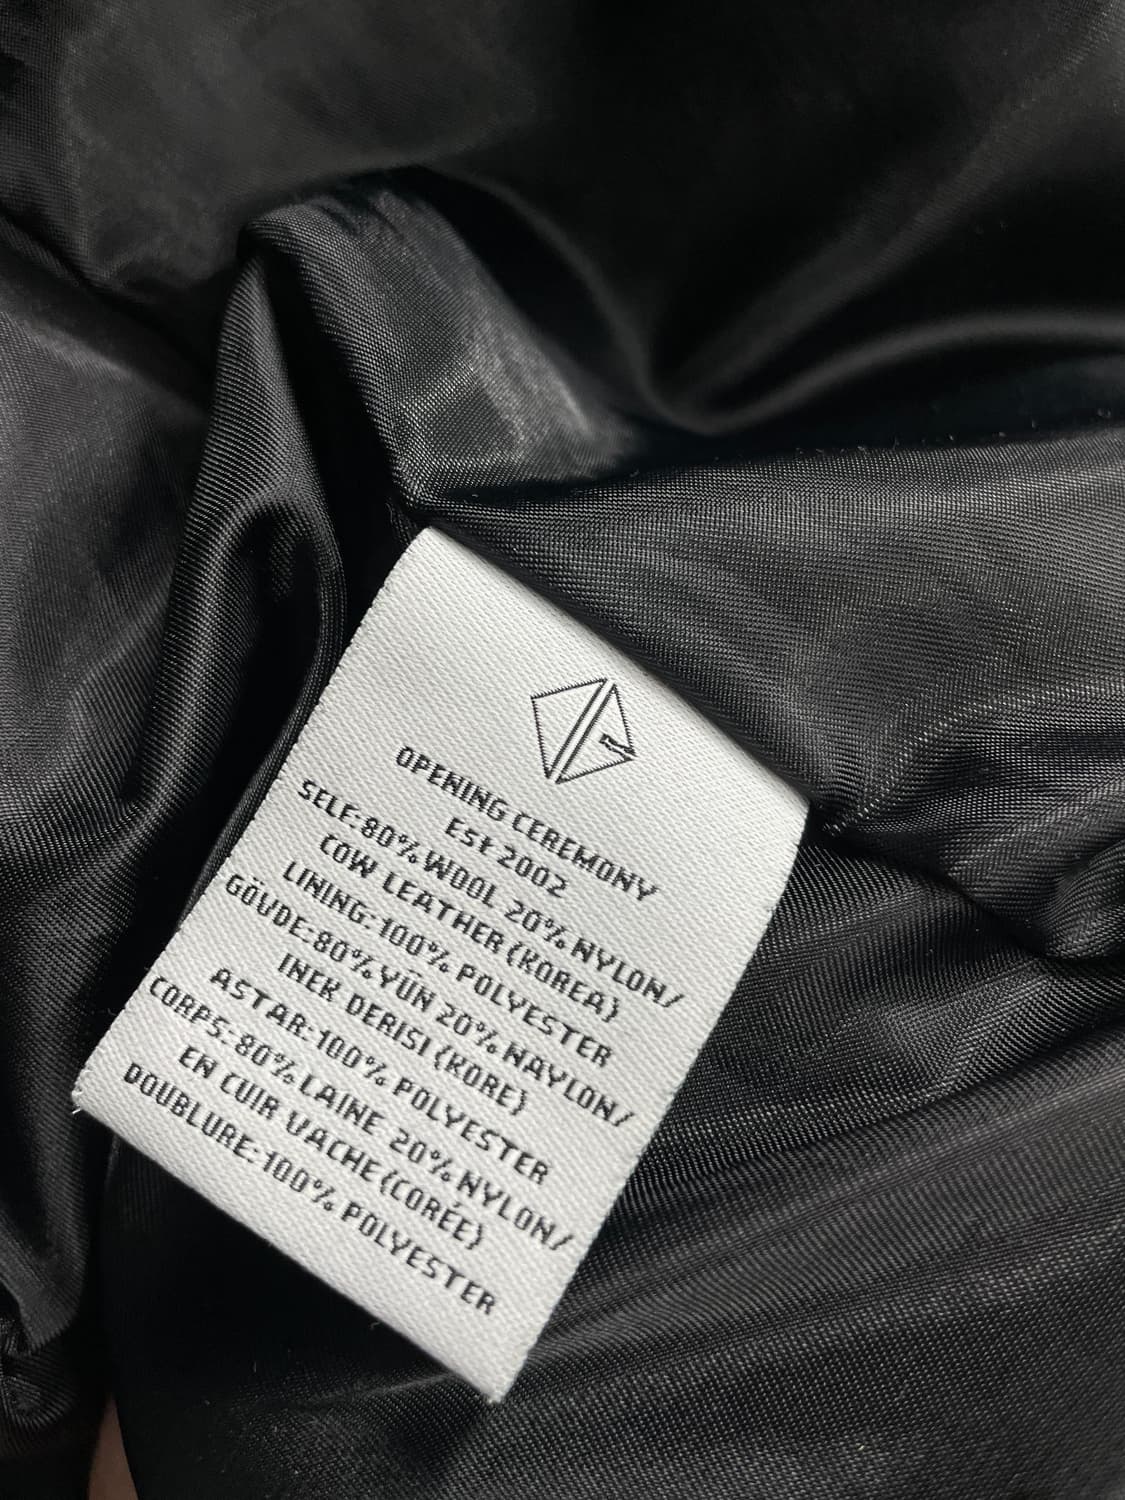 OPENING CEREMONY
Est 2002
SELF:80% WOOL 20% NYLON/
COW LEATHER (KOREA)
LINING:100% POLYESTER
GÖVDE:80% YÜN 20% NAYLON/
INEK DERISI (KORE)
ASTAR:100% POLYESTER
CORPS:80% LAINE 20% NYLON/
EN CUIR VACHE (CORÉE)
DOUBLURE:100% POLYESTER